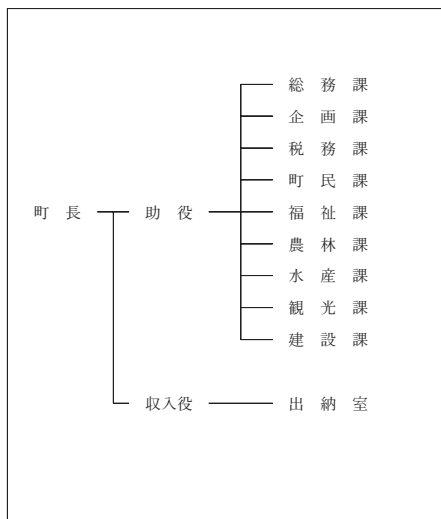 総務課
企画課
税務課
町民課
町長 助役 福祉課
農林課
水産課
観光課
建設課
収入役 出納室